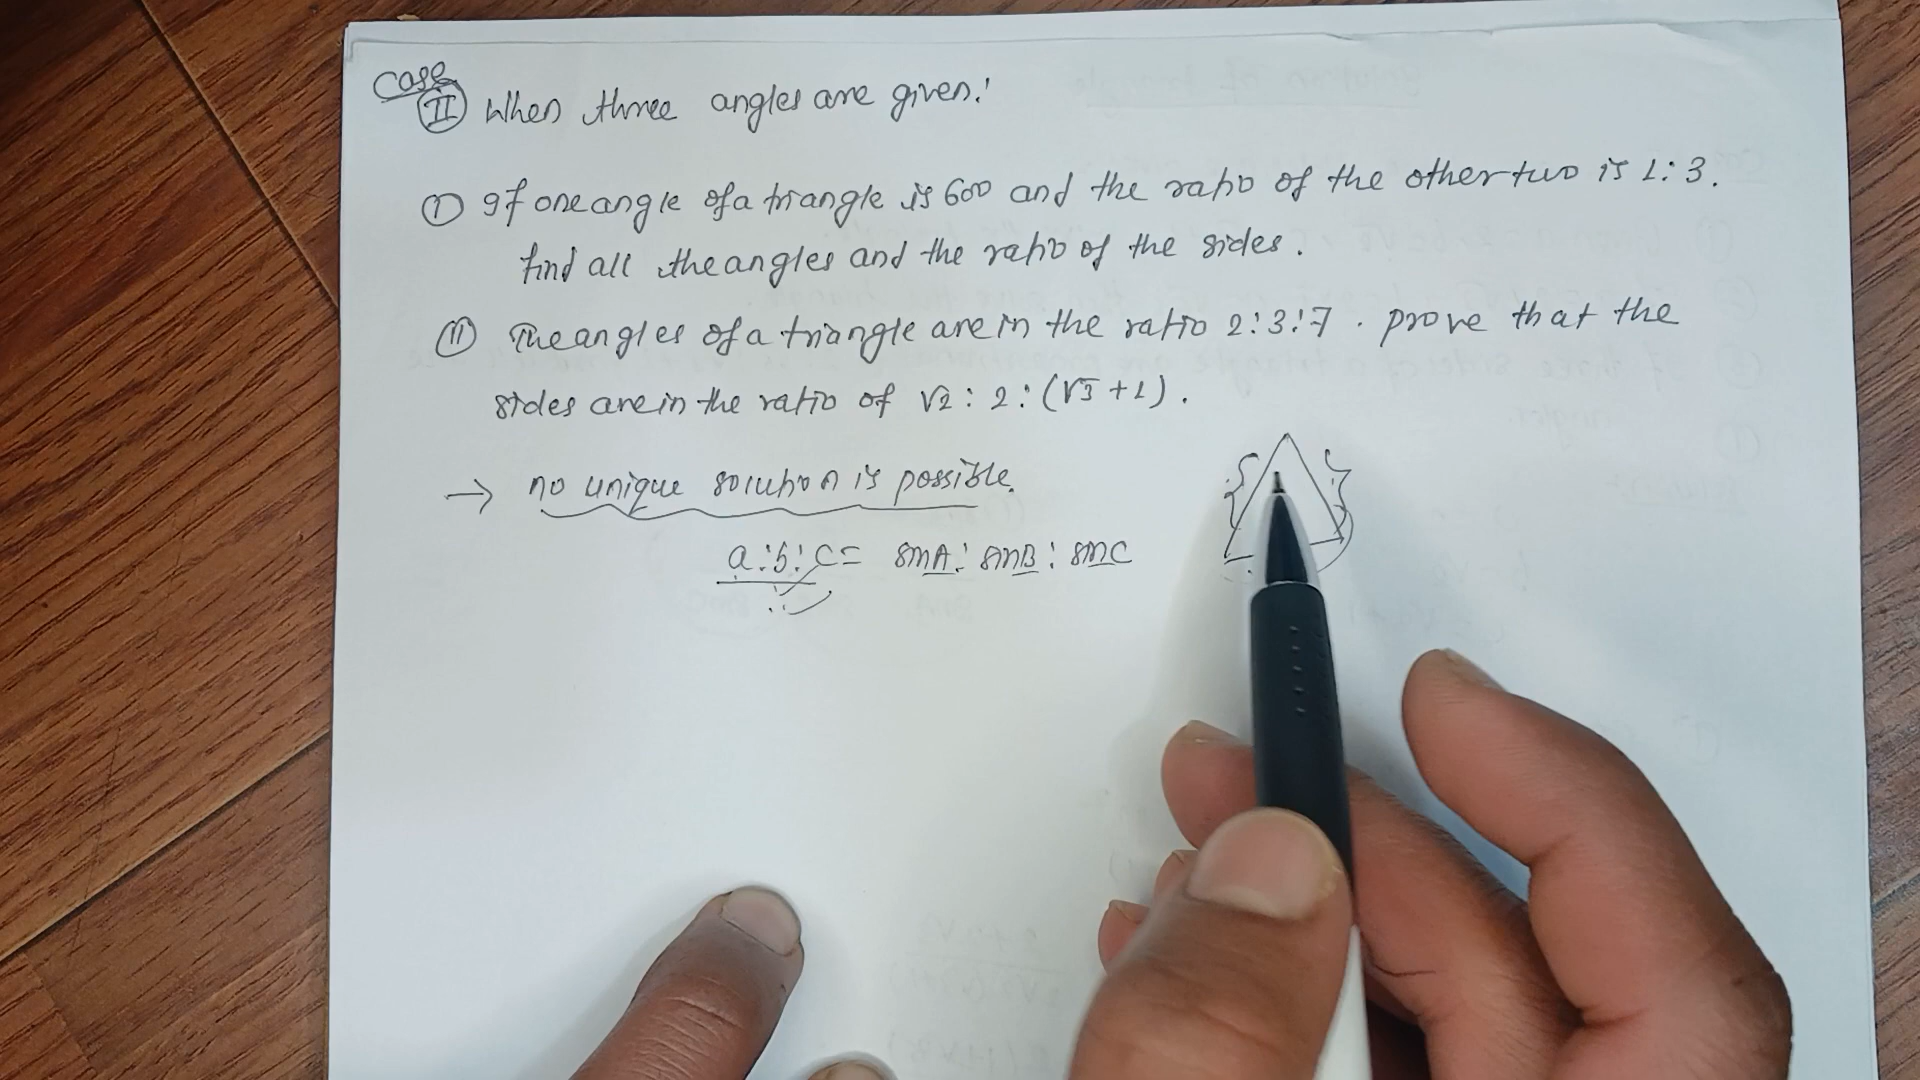 Case
II When three angles are given:
I If one angle of a triangle is 60° and the ratio of the other two is 1:3.
find all the angles and the ratio of the sides.
II The angles of a triangle are in the ratio 2:3:7. prove that the
sides are in the ratio of √2 : 2 : (√3 + 1).
→ no unique solution is possible.
a:b:c = sinA : sinB : sinC